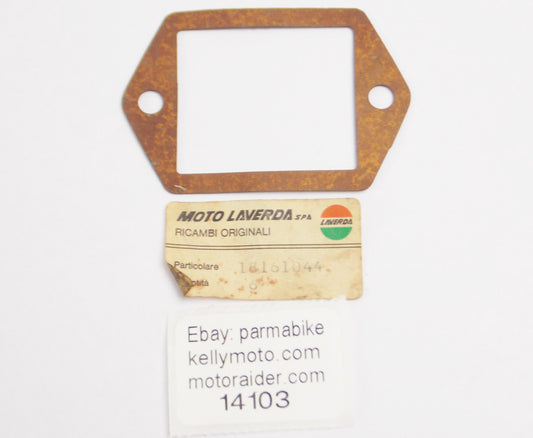 MOTO LAVERDA SPA
RICAMBI ORIGINALI
LAVERDA
Particolare 18161044
Ebay: parmabike
kellymoto.com
motoraider.com
14103